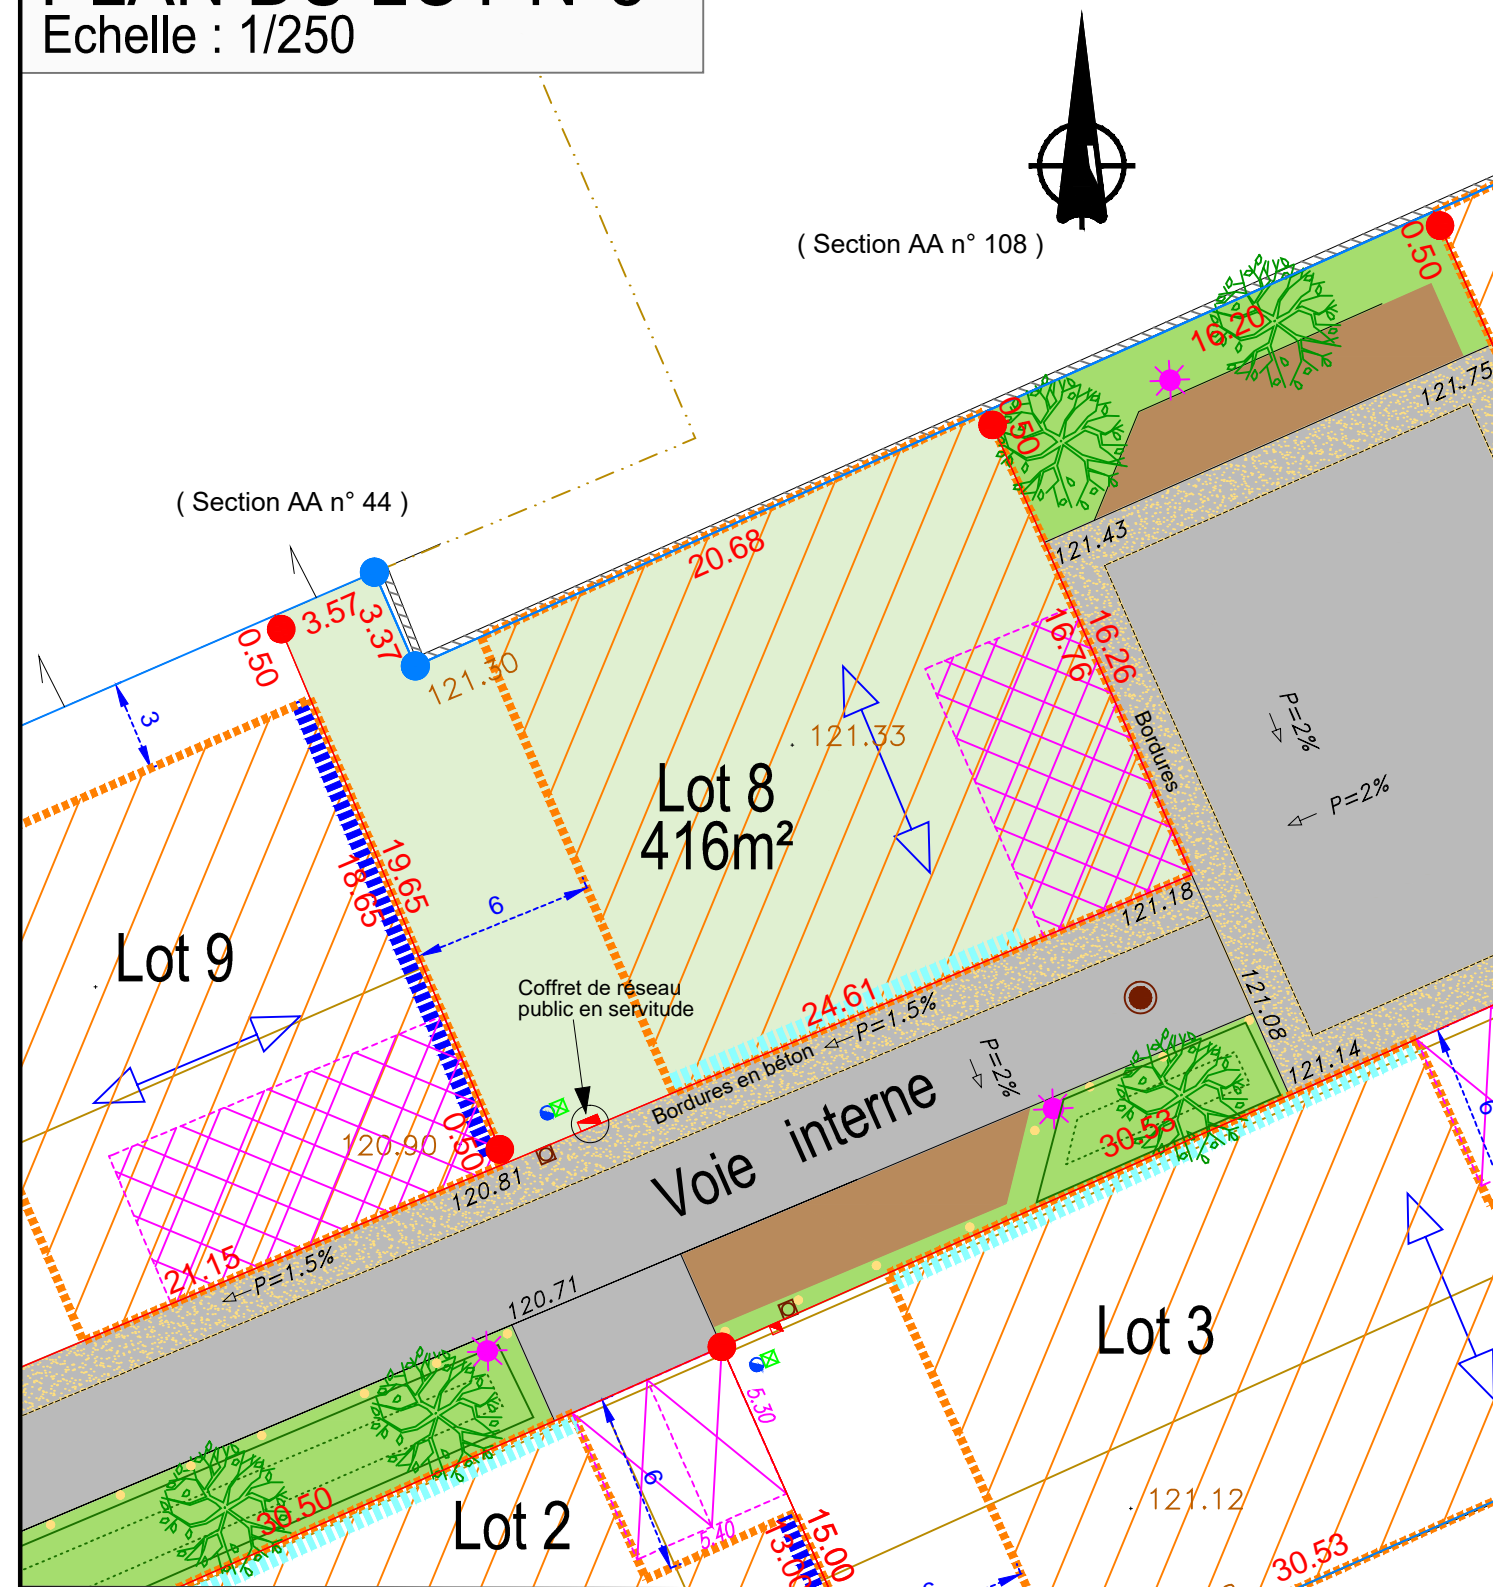 Echelle : 1/250
( Section AA n° 108 )
0.50
16.20
121.75
0.50
( Section AA n° 44 )
20.68
121.43
3.57
3.37
0.50
121.30
16.26
16.76
3
121.33
Bordures
P=2%
P=2%
Lot 8
416m²
19.65
18.65
6
121.18
Lot 9
Coffret de réseau
public en servitude
24.61
P=1.5%
Bordures en béton
P=2%
121.08
121.14
6
Voie interne
30.53
0.50
120.90
120.81
21.15
P=1.5%
120.71
Lot 3
5.30
6
5.40
30.50
Lot 2
15.00
121.12
30.53